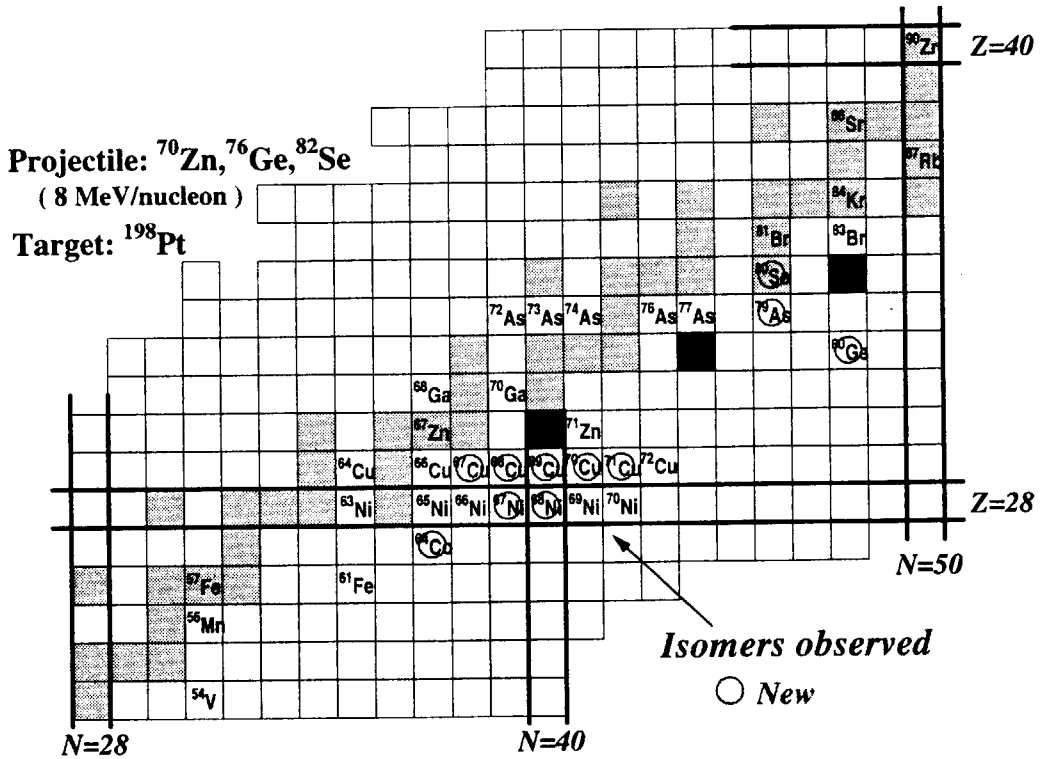 ⁹⁰Zr
Z=40
⁸⁶Sr
Projectile: ⁷⁰Zn,⁷⁶Ge,⁸²Se
⁸⁷Rb
( 8 MeV/nucleon )
⁸⁴Kr
Target: ¹⁹⁸Pt
⁸¹Br ⁸³Br
⁸⁰Se
⁷²As ⁷³As ⁷⁴As ⁷⁶As ⁷⁷As ⁷⁹As
⁸⁰Ge
⁶⁸Ga ⁷⁰Ga
⁶⁷Zn ⁷¹Zn
⁶⁴Cu ⁶⁶Cu ⁶⁷Cu ⁶⁸Cu ⁶⁹Cu ⁷⁰Cu ⁷¹Cu ⁷²Cu
⁶³Ni ⁶⁵Ni ⁶⁶Ni ⁶⁷Ni ⁶⁸Ni ⁶⁹Ni ⁷⁰Ni
Z=28
⁶⁴Co
N=50
⁵⁷Fe ⁶¹Fe
⁵⁶Mn
Isomers observed
New
⁵⁴V
N=28
N=40